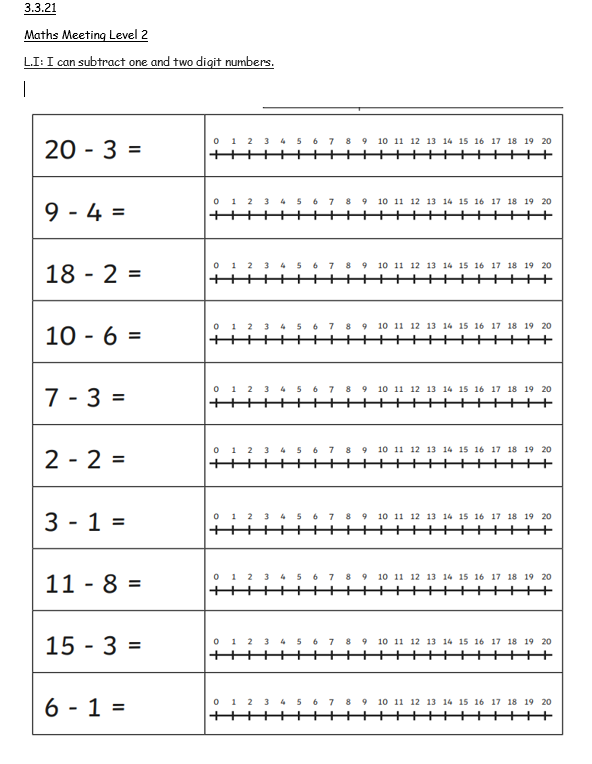 3.3.21
Maths Meeting Level 2
L.I: I can subtract one and two digit numbers.
20 - 3 =
0 1 2 3 4 5 6 7 8 9 10 11 12 13 14 15 16 17 18 19 20
9 - 4 =
0 1 2 3 4 5 6 7 8 9 10 11 12 13 14 15 16 17 18 19 20
18 - 2 =
0 1 2 3 4 5 6 7 8 9 10 11 12 13 14 15 16 17 18 19 20
10 - 6 =
0 1 2 3 4 5 6 7 8 9 10 11 12 13 14 15 16 17 18 19 20
7 - 3 =
0 1 2 3 4 5 6 7 8 9 10 11 12 13 14 15 16 17 18 19 20
2 - 2 =
0 1 2 3 4 5 6 7 8 9 10 11 12 13 14 15 16 17 18 19 20
3 - 1 =
0 1 2 3 4 5 6 7 8 9 10 11 12 13 14 15 16 17 18 19 20
11 - 8 =
0 1 2 3 4 5 6 7 8 9 10 11 12 13 14 15 16 17 18 19 20
15 - 3 =
0 1 2 3 4 5 6 7 8 9 10 11 12 13 14 15 16 17 18 19 20
6 - 1 =
0 1 2 3 4 5 6 7 8 9 10 11 12 13 14 15 16 17 18 19 20